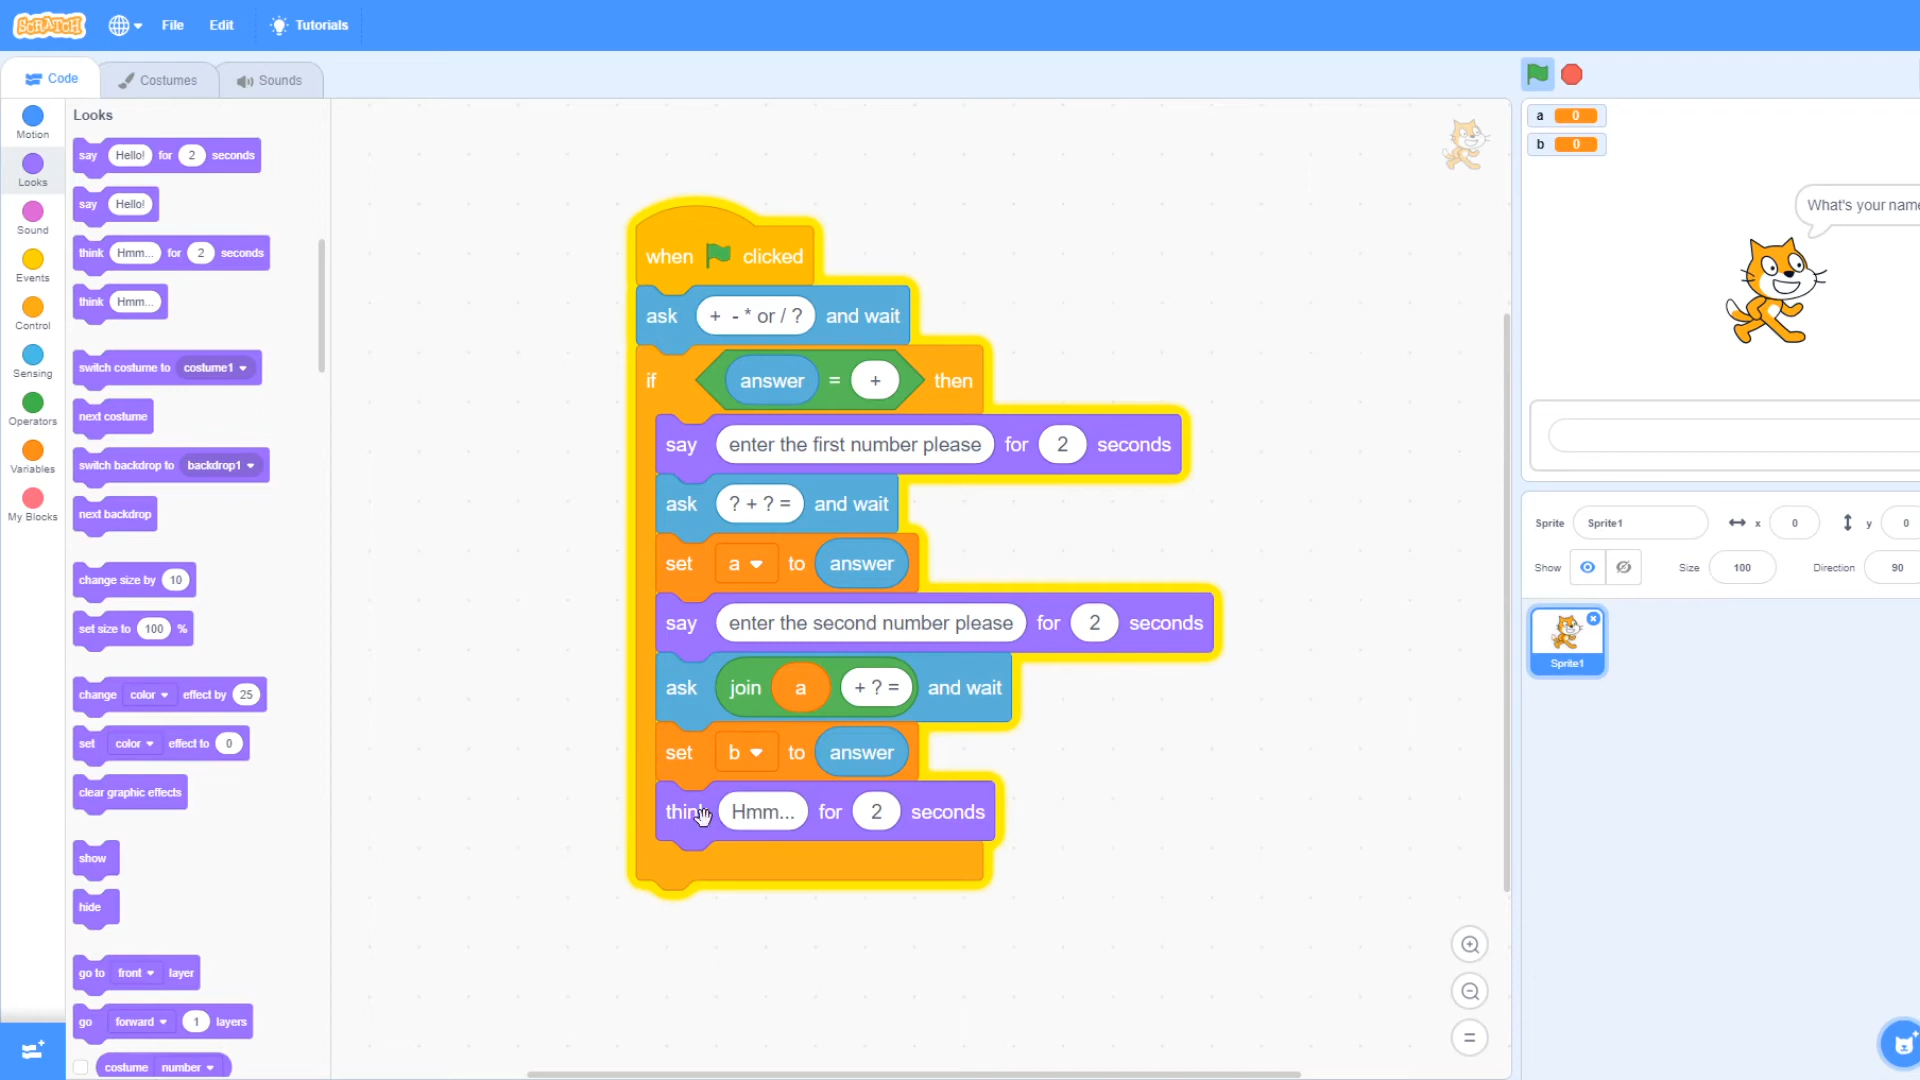 SCRATCH File Edit Tutorials
Code Costumes Sounds
Motion
Looks
Sound
Events
Control
Sensing
Operators
Variables
My Blocks
Looks
say Hello! for 2 seconds
say Hello!
think Hmm... for 2 seconds
think Hmm...
switch costume to costume1
next costume
switch backdrop to backdrop1
next backdrop
change size by 10
set size to 100 %
change color effect by 25
set color effect to 0
clear graphic effects
show
hide
go to front layer
go forward 1 layers
costume number
when clicked
ask + - * or / ? and wait
if answer = + then
say enter the first number please for 2 seconds
ask ? + ? = and wait
set a to answer
say enter the second number please for 2 seconds
ask join a + ? = and wait
set b to answer
think Hmm... for 2 seconds
a 0
b 0
What's your name
Sprite Sprite1 x 0 y 0
Show Size 100 Direction 90
Sprite1